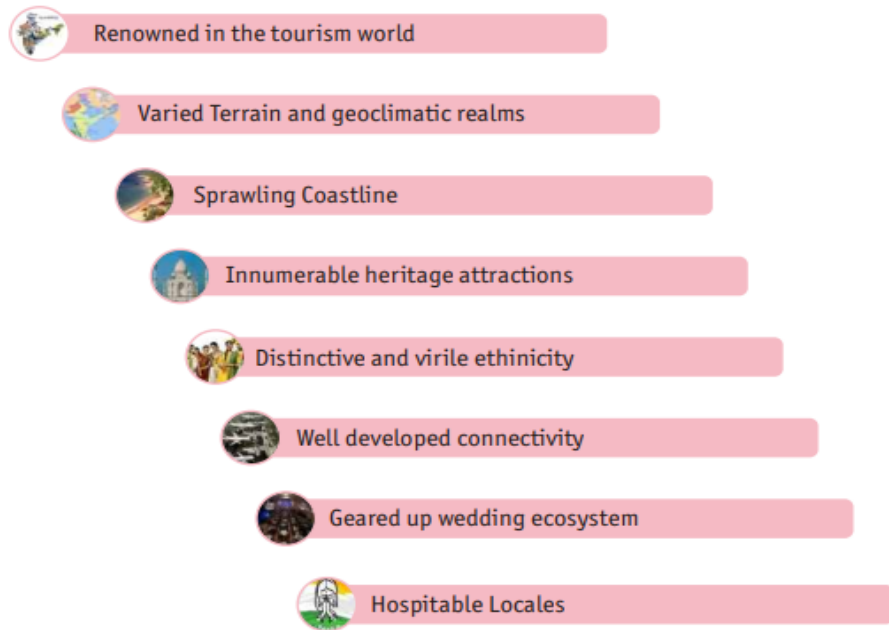 Renowned in the tourism world
Varied Terrain and geoclimatic realms
Sprawling Coastline
Innumerable heritage attractions
Distinctive and virile ethinicity
Well developed connectivity
Geared up wedding ecosystem
Hospitable Locales